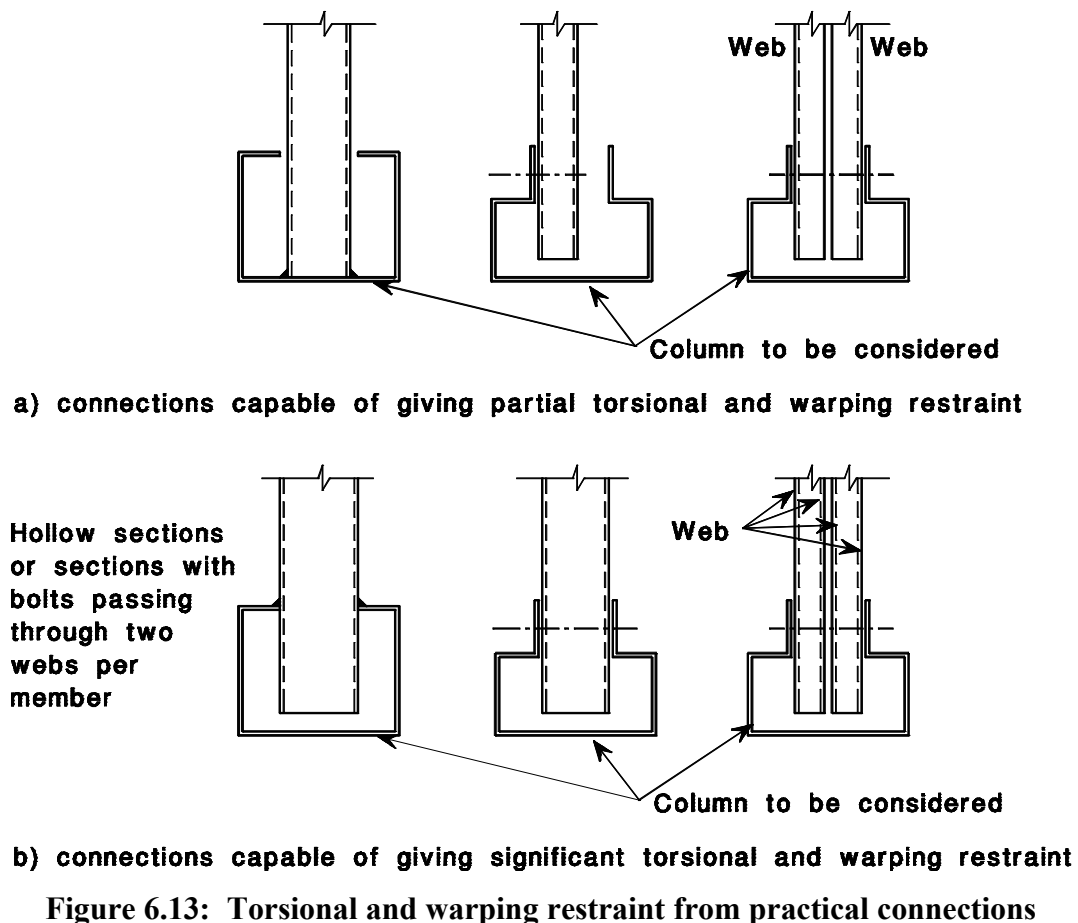 Web Web
Column to be considered
a) connections capable of giving partial torsional and warping restraint
Hollow sections
or sections with
bolts passing
through two
webs per
member
Web
Column to be considered
b) connections capable of giving significant torsional and warping restraint
Figure 6.13: Torsional and warping restraint from practical connections